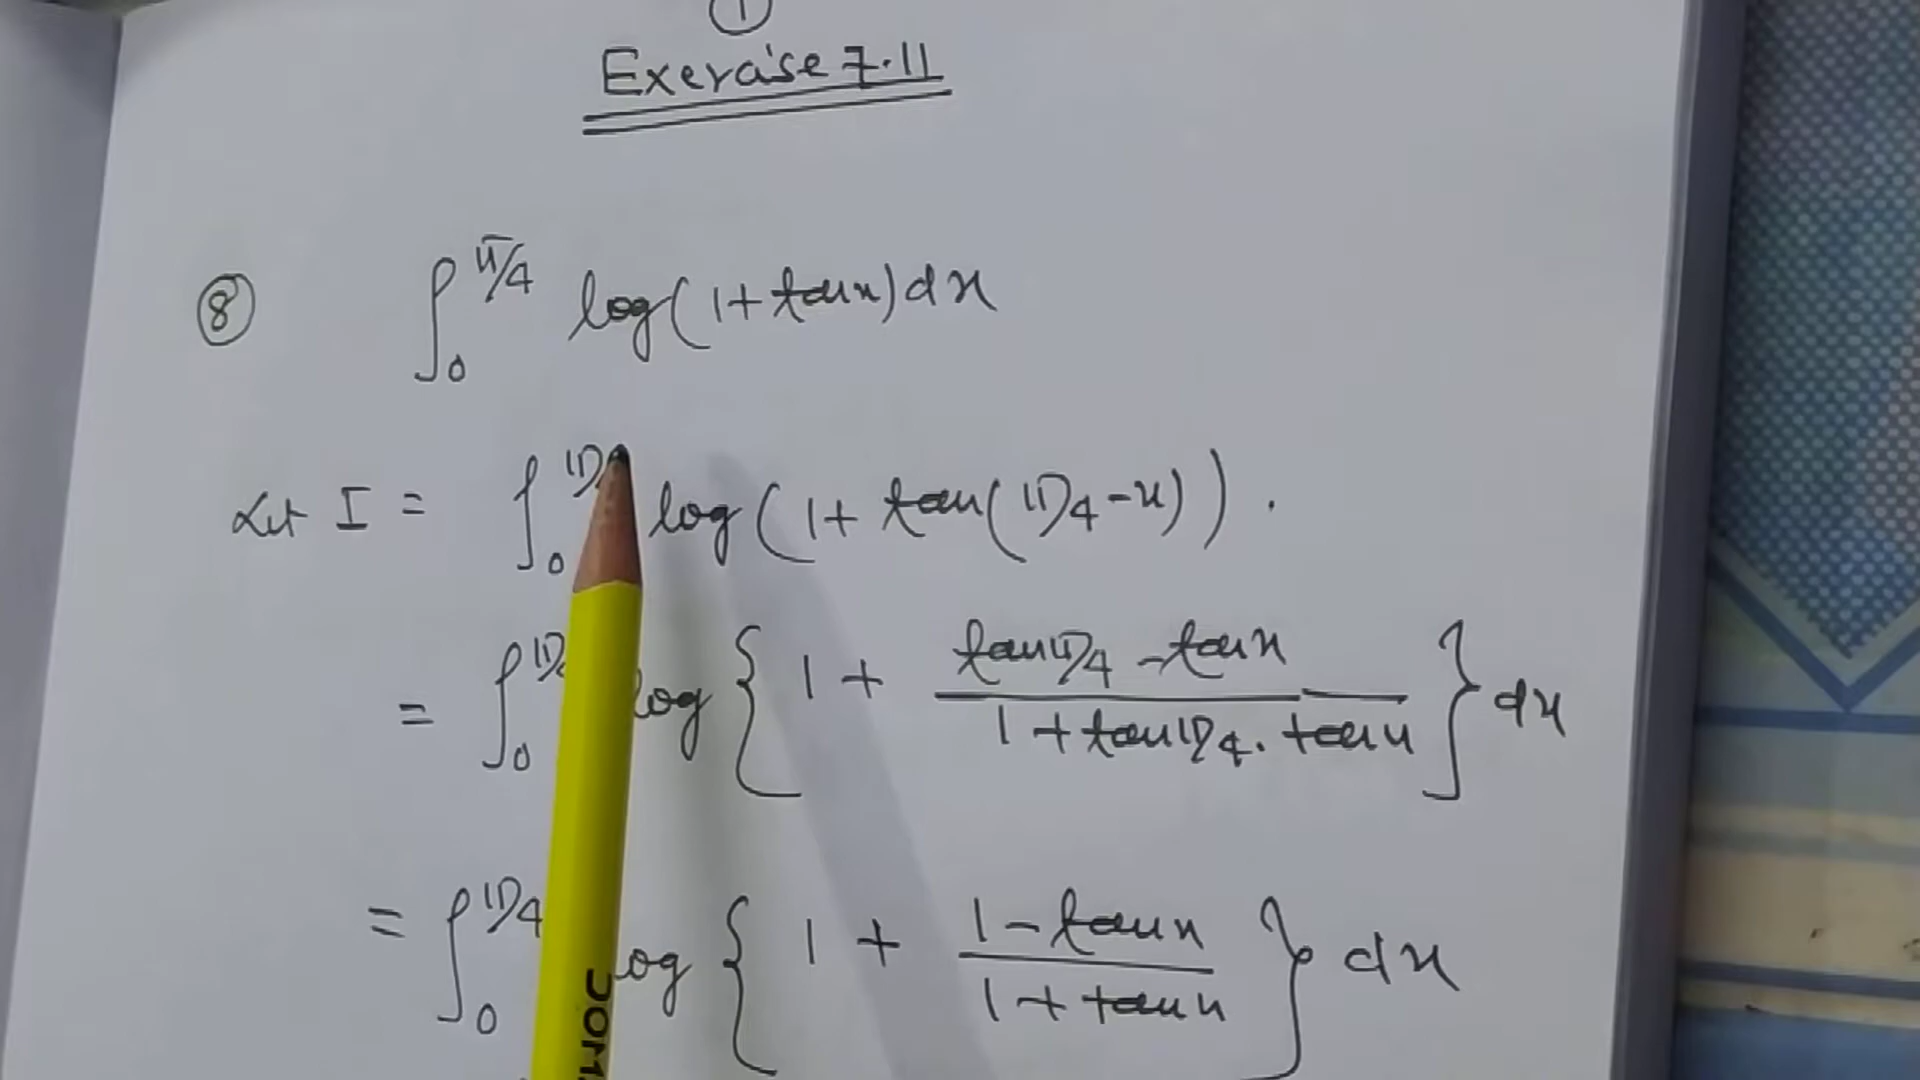 ①
Exercise 7.11
⑧ ∫₀^π/4 log(1+tanx)dx
Let I = ∫₀^π/4 log(1+ tan(π/4-x)).
= ∫₀^π/4 log{ 1 + (tanπ/4 - tanx)/(1+tanπ/4. tanx) }dx
= ∫₀^π/4 log{ 1 + (1-tanx)/(1+tanx) } dx